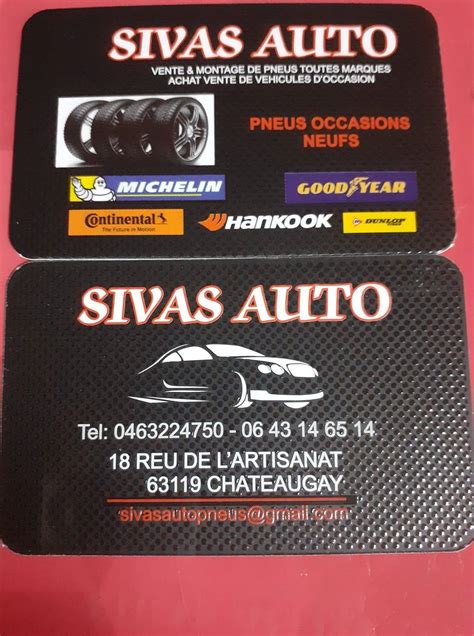 SIVAS AUTO
VENTE & MONTAGE DE PNEUS TOUTES MARQUES
ACHAT VENTE DE VEHICULES D'OCCASION
PNEUS OCCASIONS
NEUFS
MICHELIN
GOODYEAR
Continental
The Future in Motion
HANKOOK
DUNLOP
SIVAS AUTO
Tel: 0463224750 - 06 43 14 65 14
18 REU DE L'ARTISANAT
63119 CHATEAUGAY
sivasautopneus@gmail.com